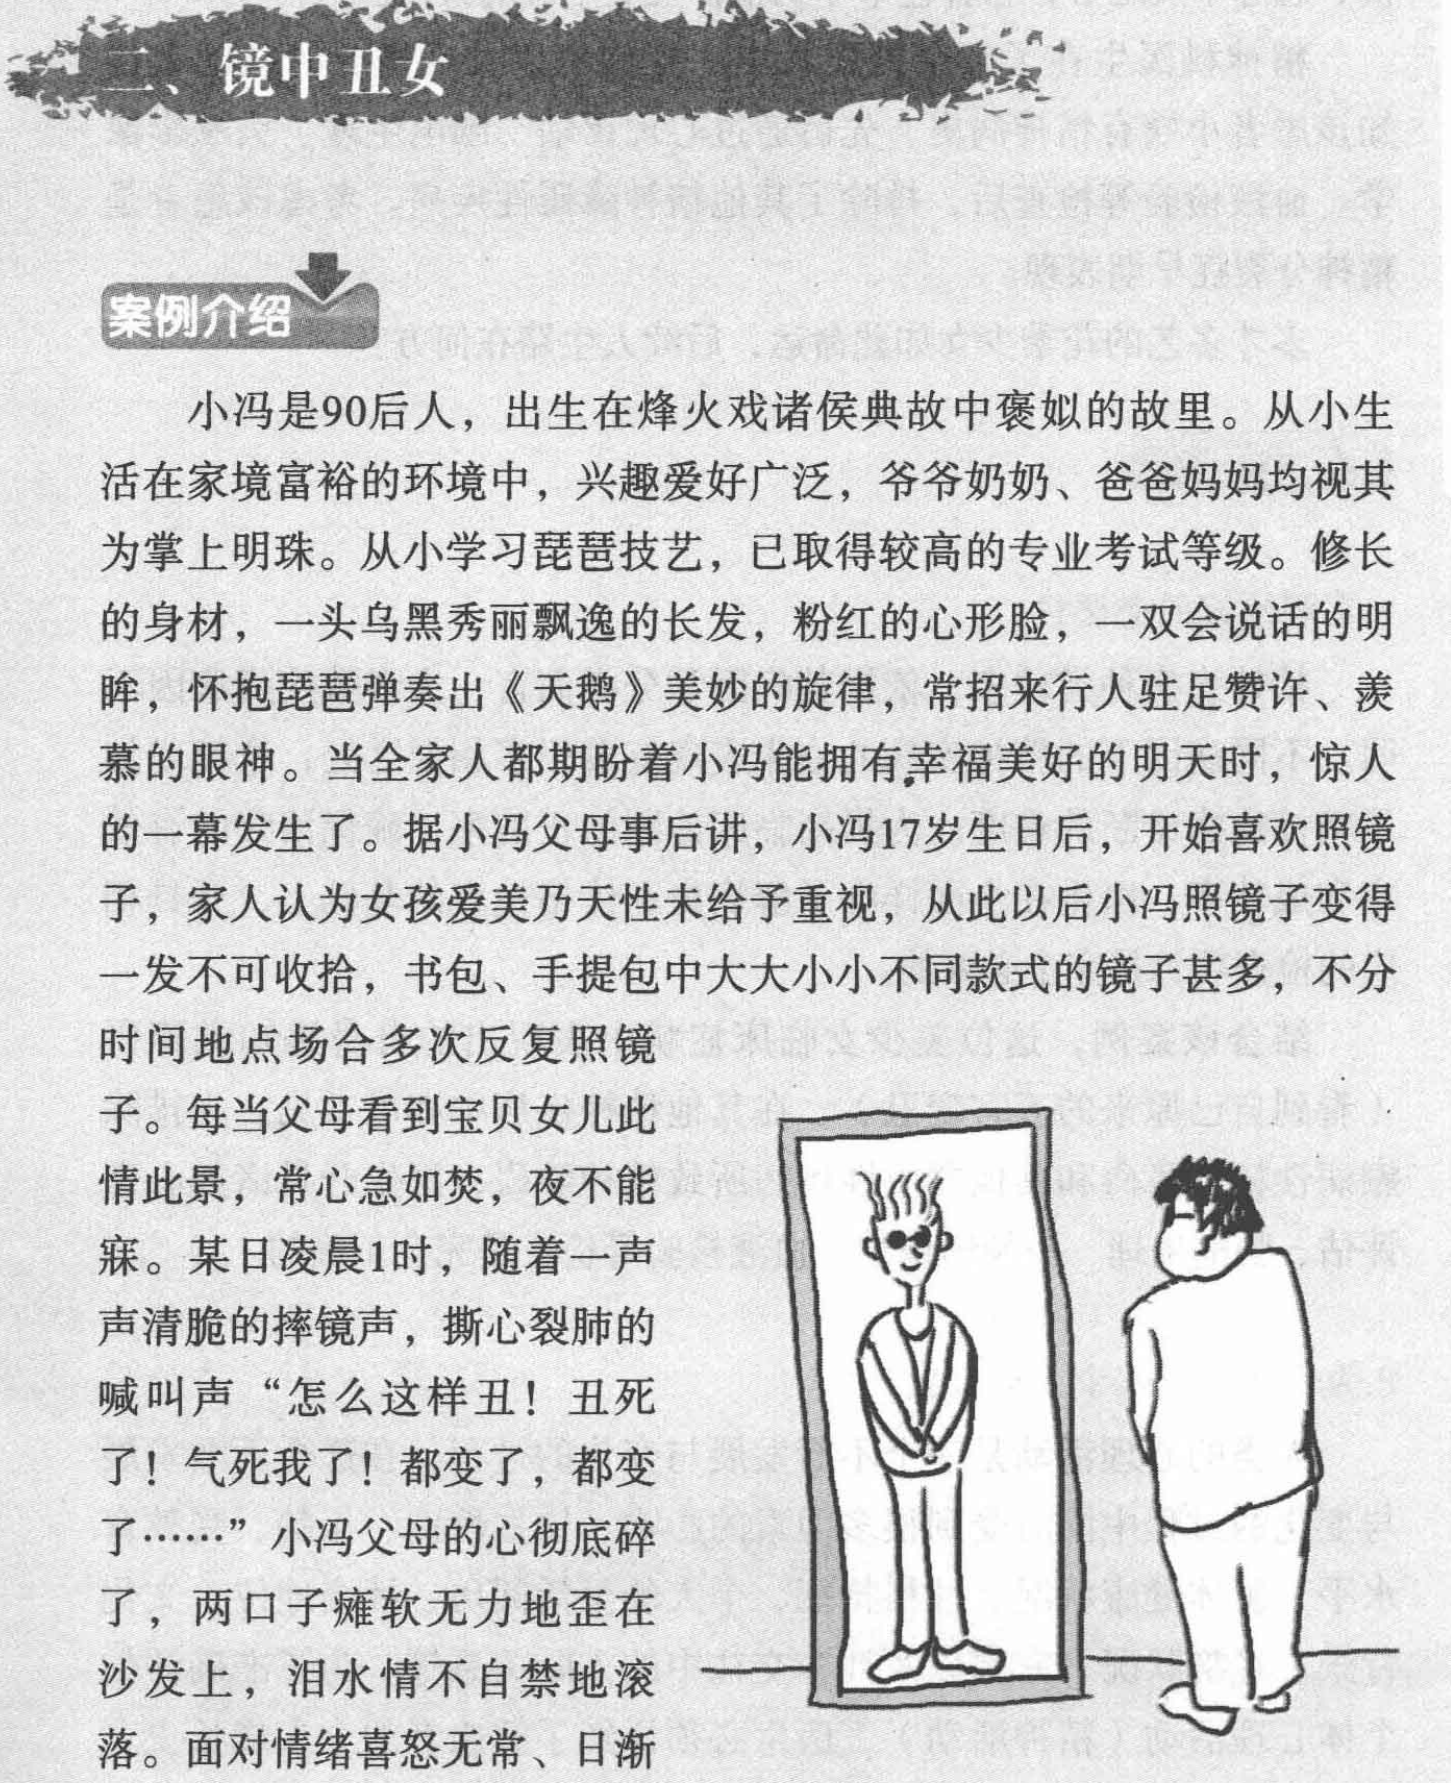 二、镜中丑女
案例介绍
小冯是90后人，出生在烽火戏诸侯典故中褒姒的故里。从小生
活在家境富裕的环境中，兴趣爱好广泛，爷爷奶奶、爸爸妈妈均视其
为掌上明珠。从小学习琵琶技艺，已取得较高的专业考试等级。修长
的身材，一头乌黑秀丽飘逸的长发，粉红的心形脸，一双会说话的明
眸，怀抱琵琶弹奏出《天鹅》美妙的旋律，常招来行人驻足赞许、羡
慕的眼神。当全家人都期盼着小冯能拥有幸福美好的明天时，惊人
的一幕发生了。据小冯父母事后讲，小冯17岁生日后，开始喜欢照镜
子，家人认为女孩爱美乃天性未给予重视，从此以后小冯照镜子变得
一发不可收拾，书包、手提包中大大小小不同款式的镜子甚多，不分
时间地点场合多次反复照镜
子。每当父母看到宝贝女儿此
情此景，常心急如焚，夜不能
寐。某日凌晨1时，随着一声
声清脆的摔镜声，撕心裂肺的
喊叫声“怎么这样丑！丑死
了！气死我了！都变了，都变
了……”小冯父母的心彻底碎
了，两口子瘫软无力地歪在
沙发上，泪水情不自禁地滚
落。面对情绪喜怒无常、日渐